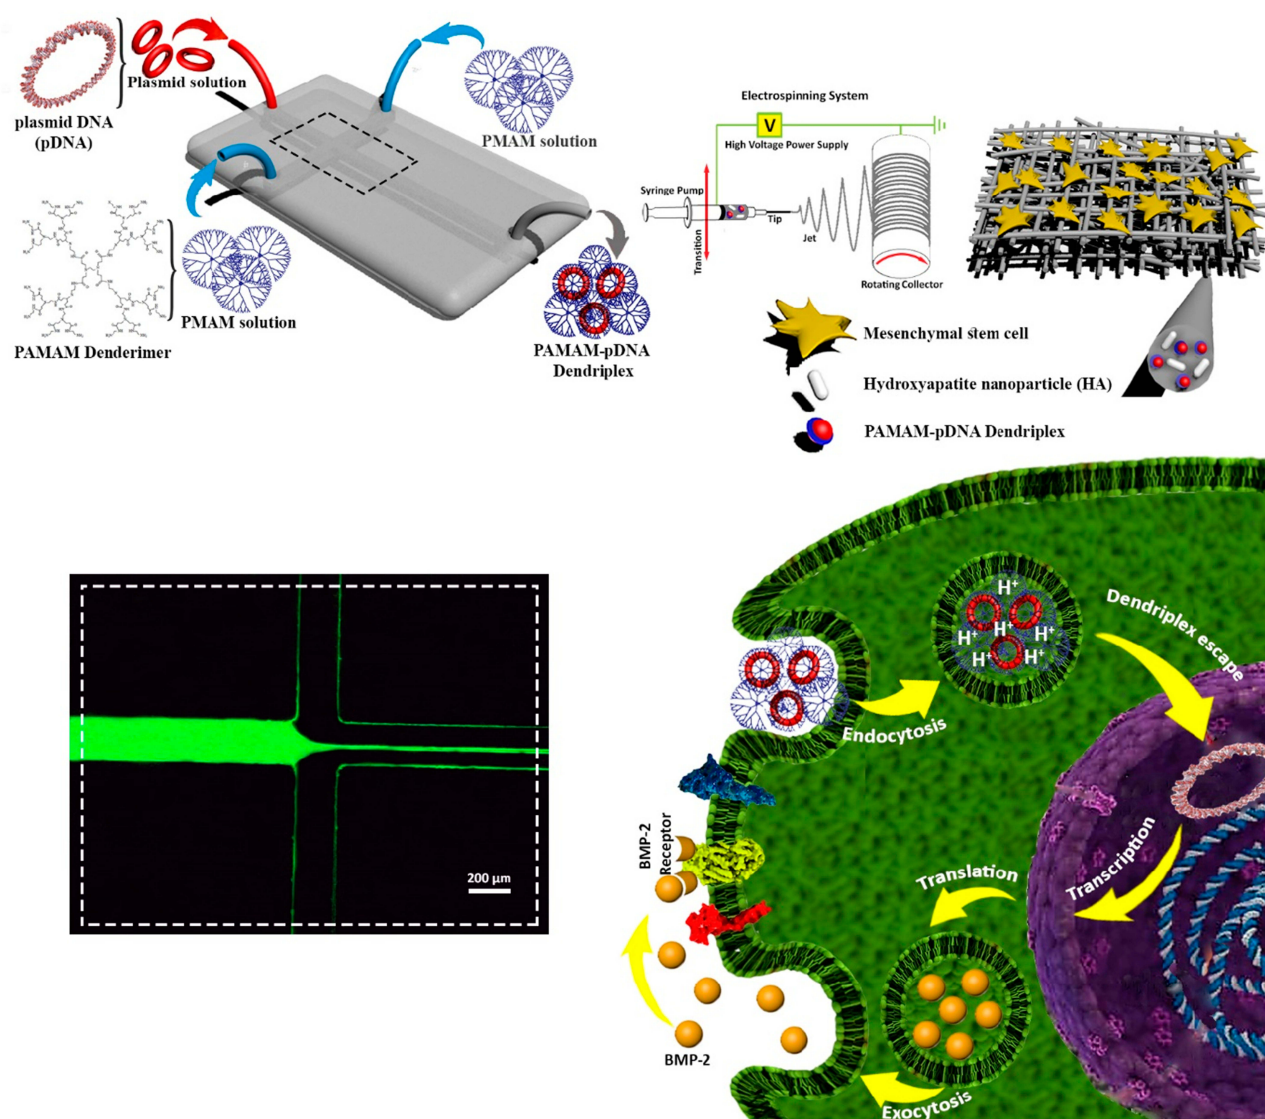 Plasmid solution
plasmid DNA
(pDNA)
PMAM solution
PAMAM Denderimer
PMAM solution
PAMAM-pDNA
Dendriplex
Electrospinning System
V
High Voltage Power Supply
Syringe Pump
Transition
Tip
Jet
Rotating Collector
Mesenchymal stem cell
Hydroxyapatite nanoparticle (HA)
PAMAM-pDNA Dendriplex
200 µm
H⁺
H⁺
H⁺
H⁺
H⁺
H⁺
Dendriplex escape
Endocytosis
BMP-2
Receptor
Transcription
Translation
BMP-2
Exocytosis